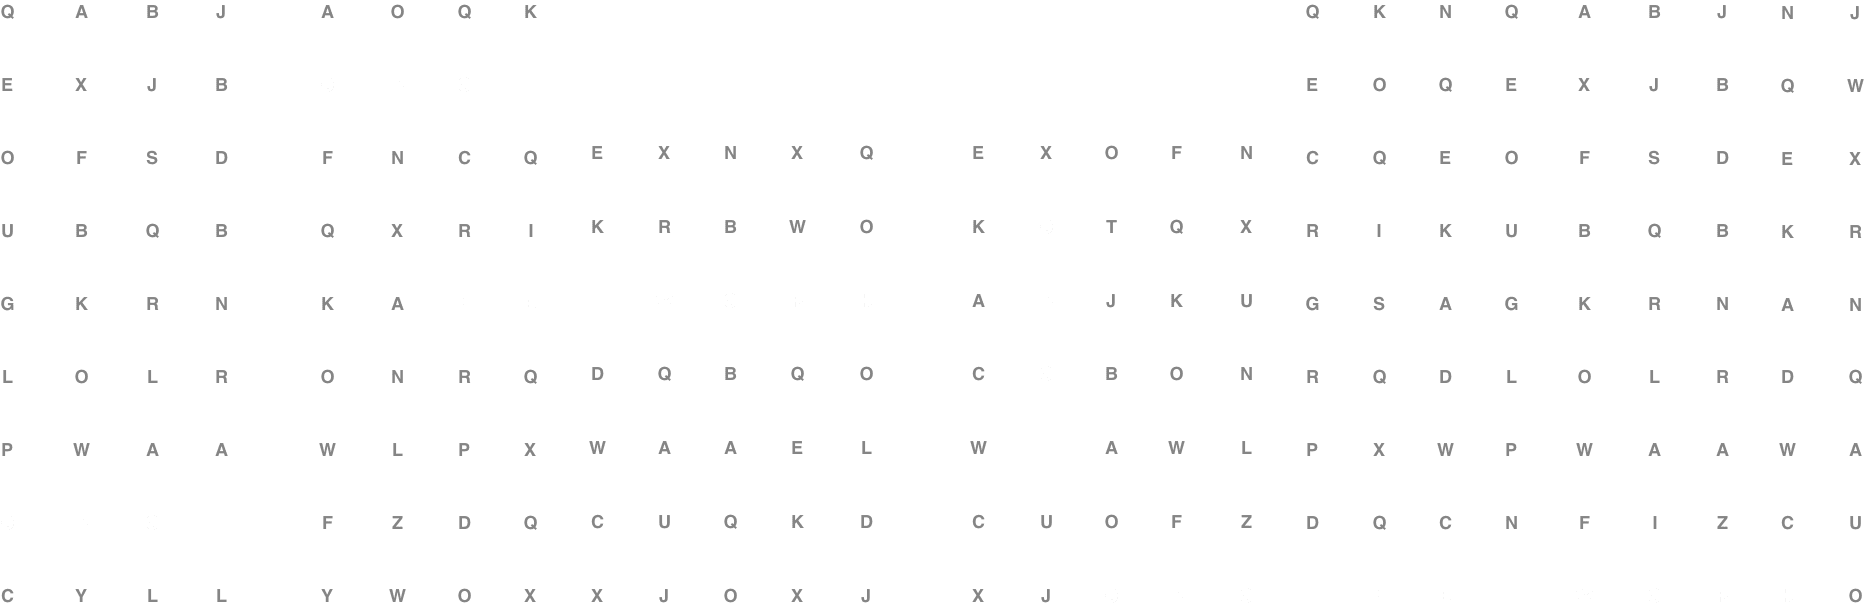 Q A B J A O Q K Q K N Q A B J N J
E X J B E O Q E X J B Q W
O F S D F N C Q E X N X Q E X O F N C Q E O F S D E X
U B Q B Q X R I K R B W O K T Q X R I K U B Q B K R
G K R N K A A J K U G S A G K R N A N
L O L R O N R Q D Q B Q O C B O N R Q D L O L R D Q
P W A A W L P X W A A E L W A W L P X W P W A A W A
F Z D Q C U Q K D C U O F Z D Q C N F I Z C U
C Y L L Y W O X X J O X J X J O